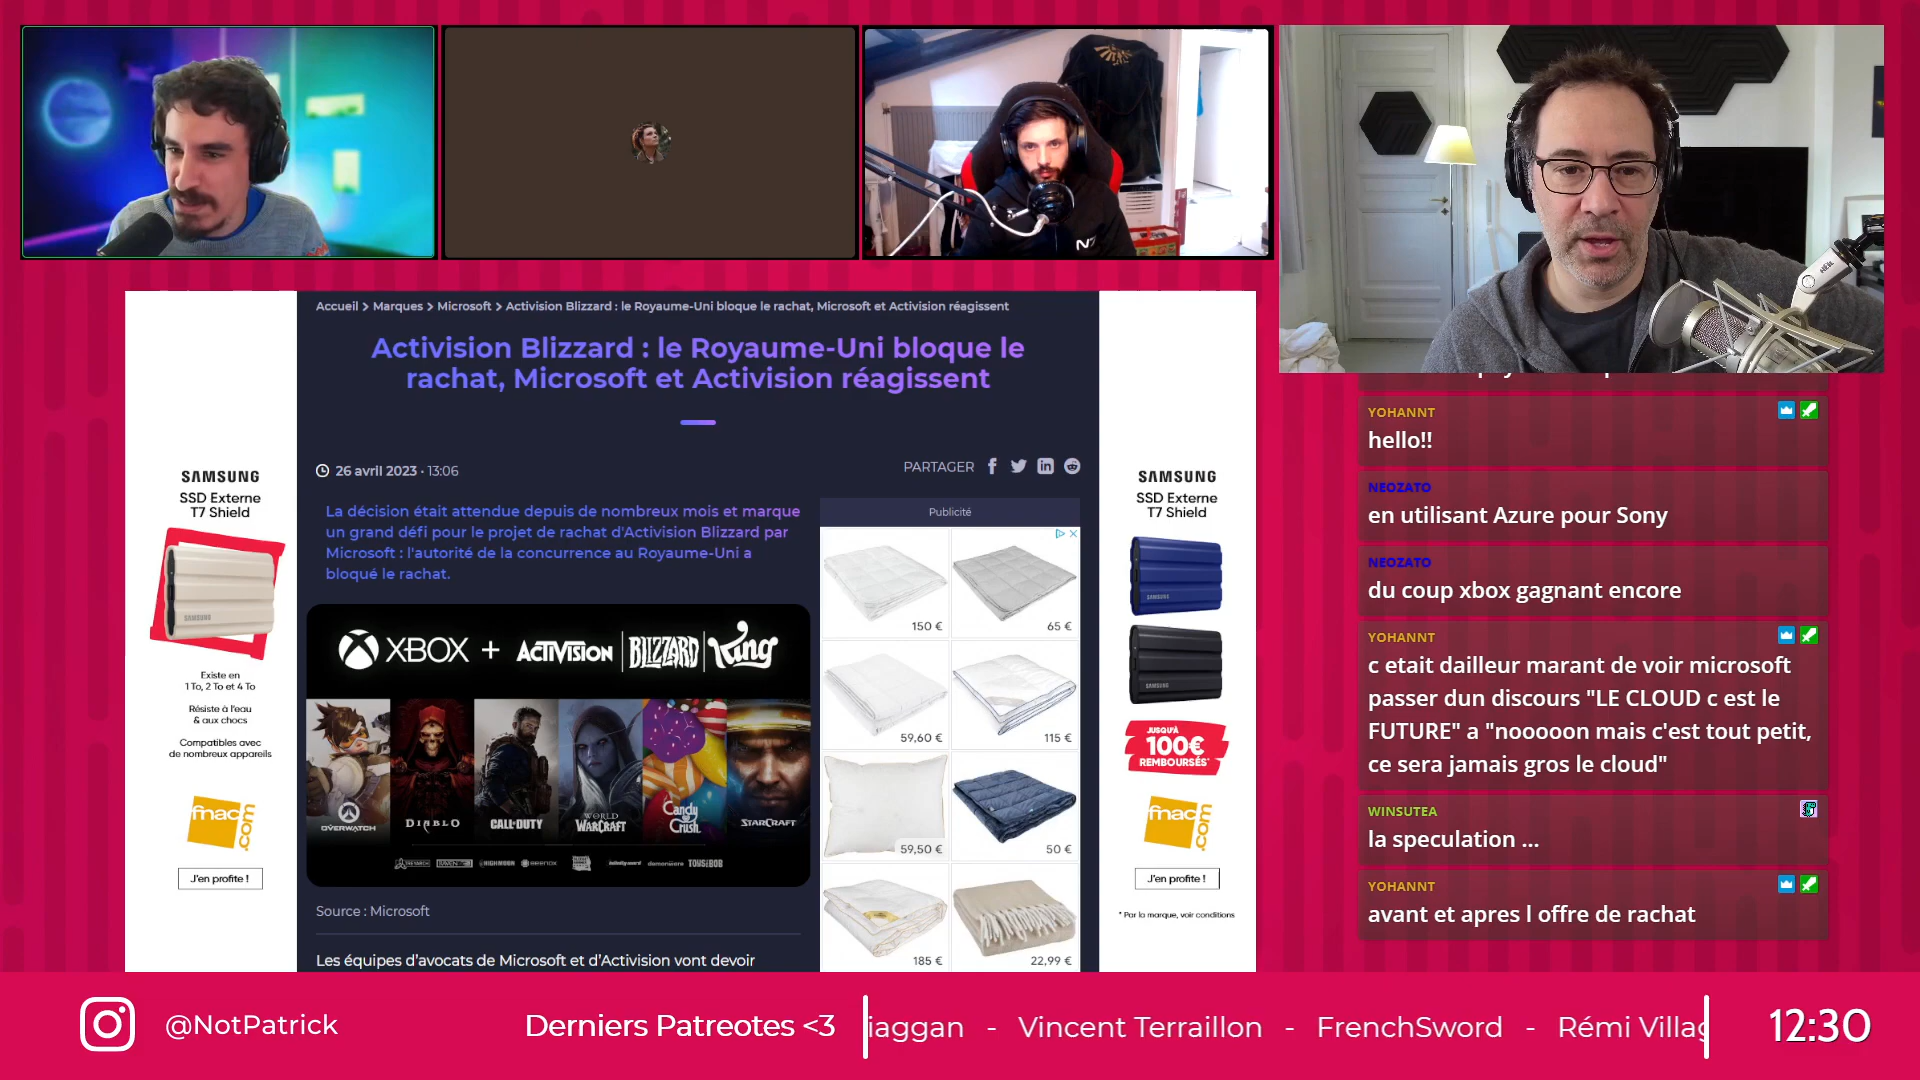 Accueil > Marques > Microsoft > Activision Blizzard : le Royaume-Uni bloque le rachat, Microsoft et Activision réagissent
Activision Blizzard : le Royaume-Uni bloque le
rachat, Microsoft et Activision réagissent
26 avril 2023 · 13:06
PARTAGER
La décision était attendue depuis de nombreux mois et marque
un grand défi pour le projet de rachat d'Activision Blizzard par
Microsoft : l'autorité de la concurrence au Royaume-Uni a
bloqué le rachat.
XBOX + ACTIVISION BLIZZARD King
OVERWATCH
DIABLO
CALL OF DUTY
WORLD WARCRAFT
Candy Crush
STARCRAFT
TOYS BOB
Source : Microsoft
Les équipes d'avocats de Microsoft et d'Activision vont devoir
SAMSUNG
SSD Externe
T7 Shield
SAMSUNG
Existe en
1 To, 2 To et 4 To
Résiste à l'eau
& aux chocs
Compatibles avec
de nombreux appareils
fnac.com
J'en profite !
Publicité
150 €
65 €
59,60 €
115 €
59,50 €
50 €
185 €
22,99 €
SAMSUNG
SSD Externe
T7 Shield
SAMSUNG
SAMSUNG
JUSQU'À
100€
REMBOURSÉS*
fnac.com
J'en profite !
* Par la marque, voir conditions
N7
YOHANNT
hello!!
NEOZATO
en utilisant Azure pour Sony
NEOZATO
du coup xbox gagnant encore
YOHANNT
c etait dailleur marant de voir microsoft
passer dun discours "LE CLOUD c est le
FUTURE" a "nooooon mais c'est tout petit,
ce sera jamais gros le cloud"
WINSUTEA
la speculation ...
YOHANNT
avant et apres l offre de rachat
@NotPatrick
Derniers Patreotes <3
iaggan - Vincent Terraillon - FrenchSword - Rémi Villag
12:30